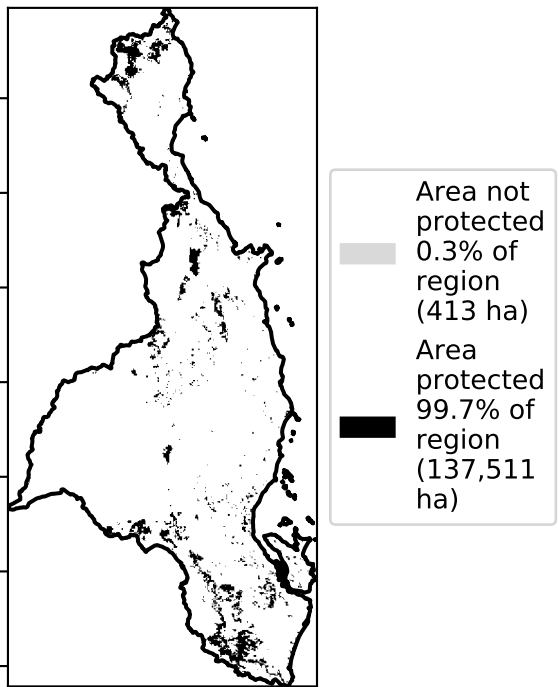 Area not
protected
0.3% of
region
(413 ha)
Area
protected
99.7% of
region
(137,511
ha)